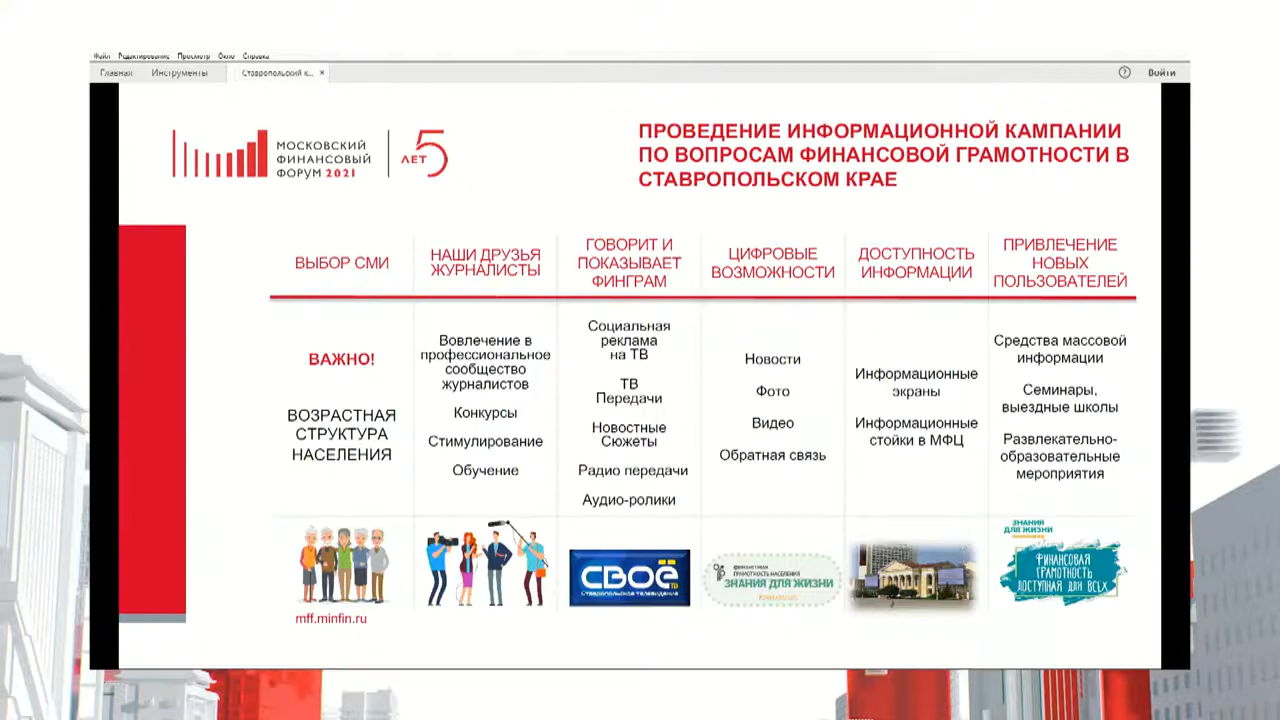 Файл Редактирование Просмотр Окно Справка
Главная Инструменты Ставропольский к... × ? Войти
МОСКОВСКИЙ
ФИНАНСОВЫЙ
ФОРУМ 2021
ЛЕТ 5
ПРОВЕДЕНИЕ ИНФОРМАЦИОННОЙ КАМПАНИИ
ПО ВОПРОСАМ ФИНАНСОВОЙ ГРАМОТНОСТИ В
СТАВРОПОЛЬСКОМ КРАЕ
ВЫБОР СМИ
НАШИ ДРУЗЬЯ
ЖУРНАЛИСТЫ
ГОВОРИТ И
ПОКАЗЫВАЕТ
ФИНГРАМ
ЦИФРОВЫЕ
ВОЗМОЖНОСТИ
ДОСТУПНОСТЬ
ИНФОРМАЦИИ
ПРИВЛЕЧЕНИЕ
НОВЫХ
ПОЛЬЗОВАТЕЛЕЙ
ВАЖНО!
ВОЗРАСТНАЯ
СТРУКТУРА
НАСЕЛЕНИЯ
Вовлечение в
профессиональное
сообщество
журналистов
Конкурсы
Стимулирование
Обучение
Социальная
реклама
на ТВ
ТВ
Передачи
Новостные
Сюжеты
Радио передачи
Аудио-ролики
Новости
Фото
Видео
Обратная связь
Информационные
экраны
Информационные
стойки в МФЦ
Средства массовой
информации
Семинары,
выездные школы
Развлекательно-
образовательные
мероприятия
СВОЁ
ТВ
Ставропольское телевидение
ФИНАНСОВАЯ
ГРАМОТНОСТЬ НАСЕЛЕНИЯ
ЗНАНИЯ ДЛЯ ЖИЗНИ
ЗНАНИЯ
ДЛЯ ЖИЗНИ
ФИНАНСОВАЯ
ГРАМОТНОСТЬ
ДОСТУПНАЯ ДЛЯ ВСЕХ
mff.minfin.ru